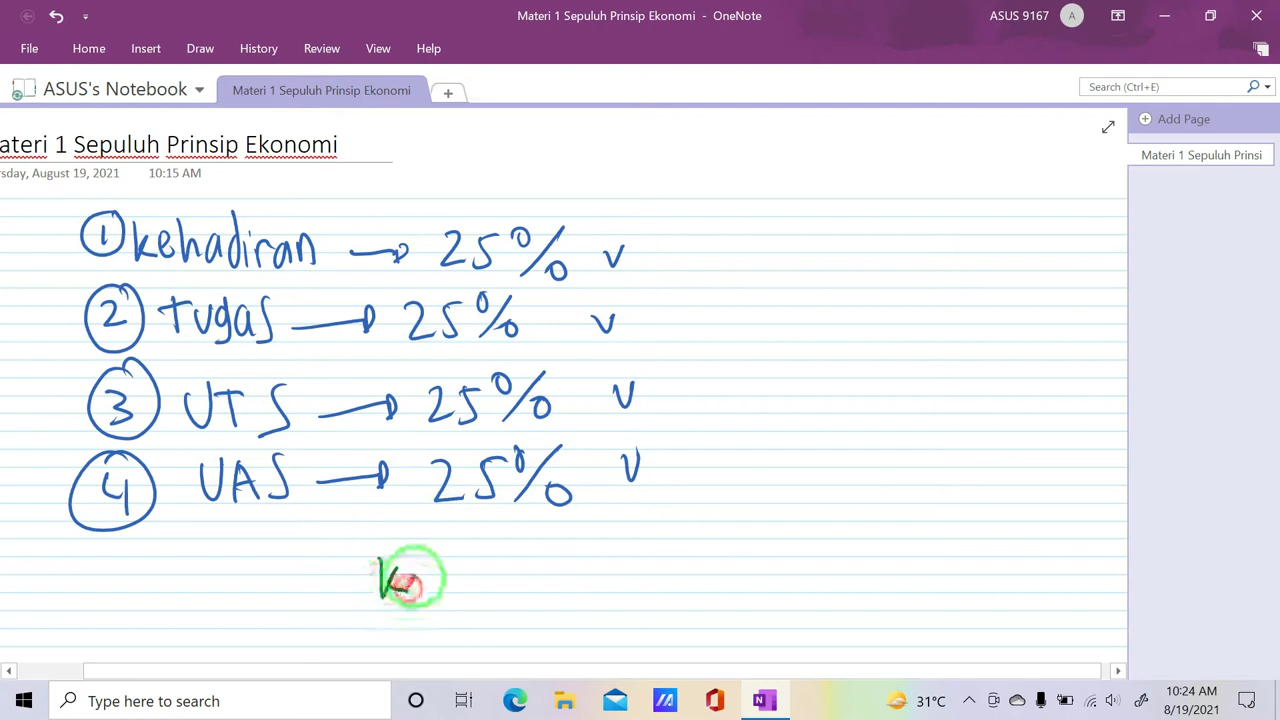 Materi 1 Sepuluh Prinsip Ekonomi - OneNote
ASUS 9167
A
File Home Insert Draw History Review View Help
ASUS's Notebook
Materi 1 Sepuluh Prinsip Ekonomi
Search (Ctrl+E)
Add Page
Materi 1 Sepuluh Prinsi
ateri 1 Sepuluh Prinsip Ekonomi
rsday, August 19, 2021 10:15 AM
1 kehadiran → 25% v
2 Tugas → 25% v
3 UTS → 25% v
4 UAS → 25% v
k
Type here to search
31°C
10:24 AM
8/19/2021